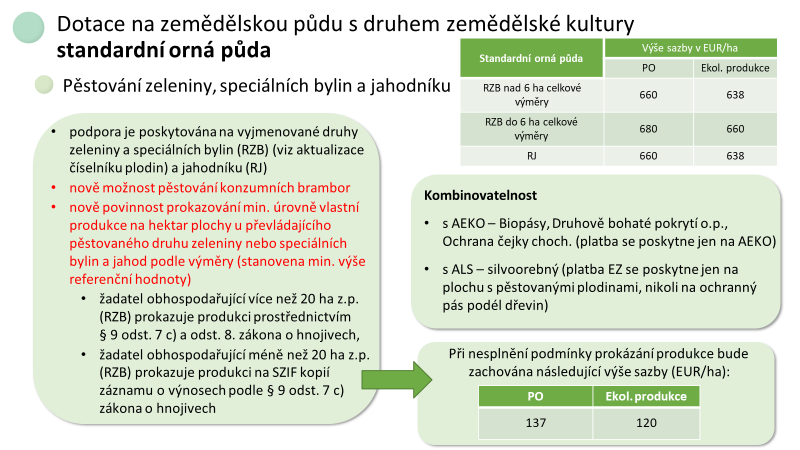 Dotace na zemědělskou půdu s druhem zemědělské kultury
standardní orná půda
Pěstování zeleniny, speciálních bylin a jahodníku
Standardní orná půda
Výše sazby v EUR/ha
PO
Ekol. produkce
RZB nad 6 ha celkové
výměry
660
638
RZB do 6 ha celkové
výměry
680
660
RJ
660
638
• podpora je poskytována na vyjmenované druhy
zeleniny a speciálních bylin (RZB) (viz aktualizace
číselníku plodin) a jahodníku (RJ)
• nově možnost pěstování konzumních brambor
• nově povinnost prokazování min. úrovně vlastní
produkce na hektar plochy u převládajícího
pěstovaného druhu zeleniny nebo speciálních
bylin a jahod podle výměry (stanovena min. výše
referenční hodnoty)
• žadatel obhospodařující více než 20 ha z.p.
(RZB) prokazuje produkci prostřednictvím
§ 9 odst. 7 c) a odst. 8. zákona o hnojivech,
• žadatel obhospodařující méně než 20 ha z.p.
(RZB) prokazuje produkci na SZIF kopií
záznamu o výnosech podle § 9 odst. 7 c)
zákona o hnojivech
Kombinovatelnost
• s AEKO – Biopásy, Druhově bohaté pokrytí o.p.,
Ochrana čejky choch. (platba se poskytne jen na AEKO)
• s ALS – silvoorebný (platba EZ se poskytne jen na
plochu s pěstovanými plodinami, nikoli na ochranný
pás podél dřevin)
Při nesplnění podmínky prokázání produkce bude
zachována následující výše sazby (EUR/ha):
PO
Ekol. produkce
137
120